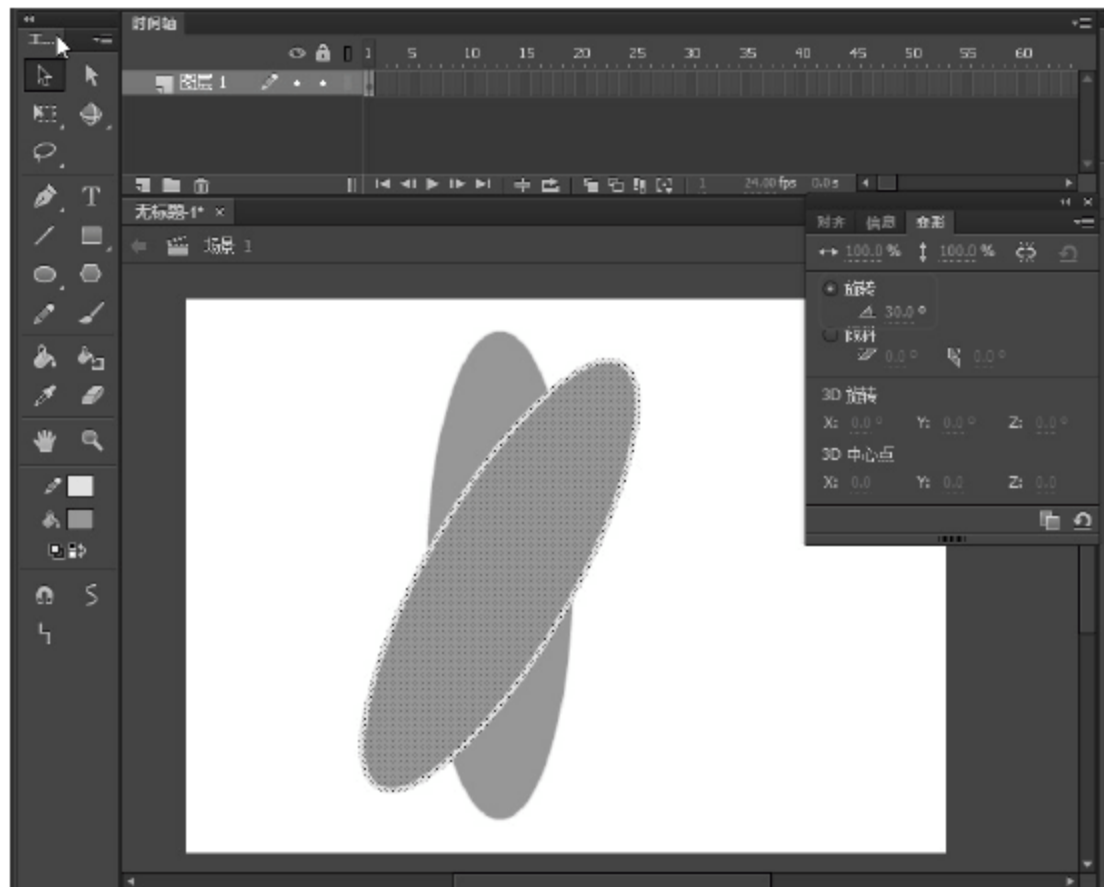 时间轴
工...
1 5 10 15 20 25 30 35 40 45 50 55 60
图层 1
1 24.00 fps 0.0 s
无标题-1* ×
场景 1
对齐 信息 变形
100.0 % 100.0 %
旋转
30.0 °
倾斜
0.0 ° 0.0 °
3D 旋转
X: 0.0 ° Y: 0.0 ° Z: 0.0 °
3D 中心点
X: 0.0 Y: 0.0 Z: 0.0